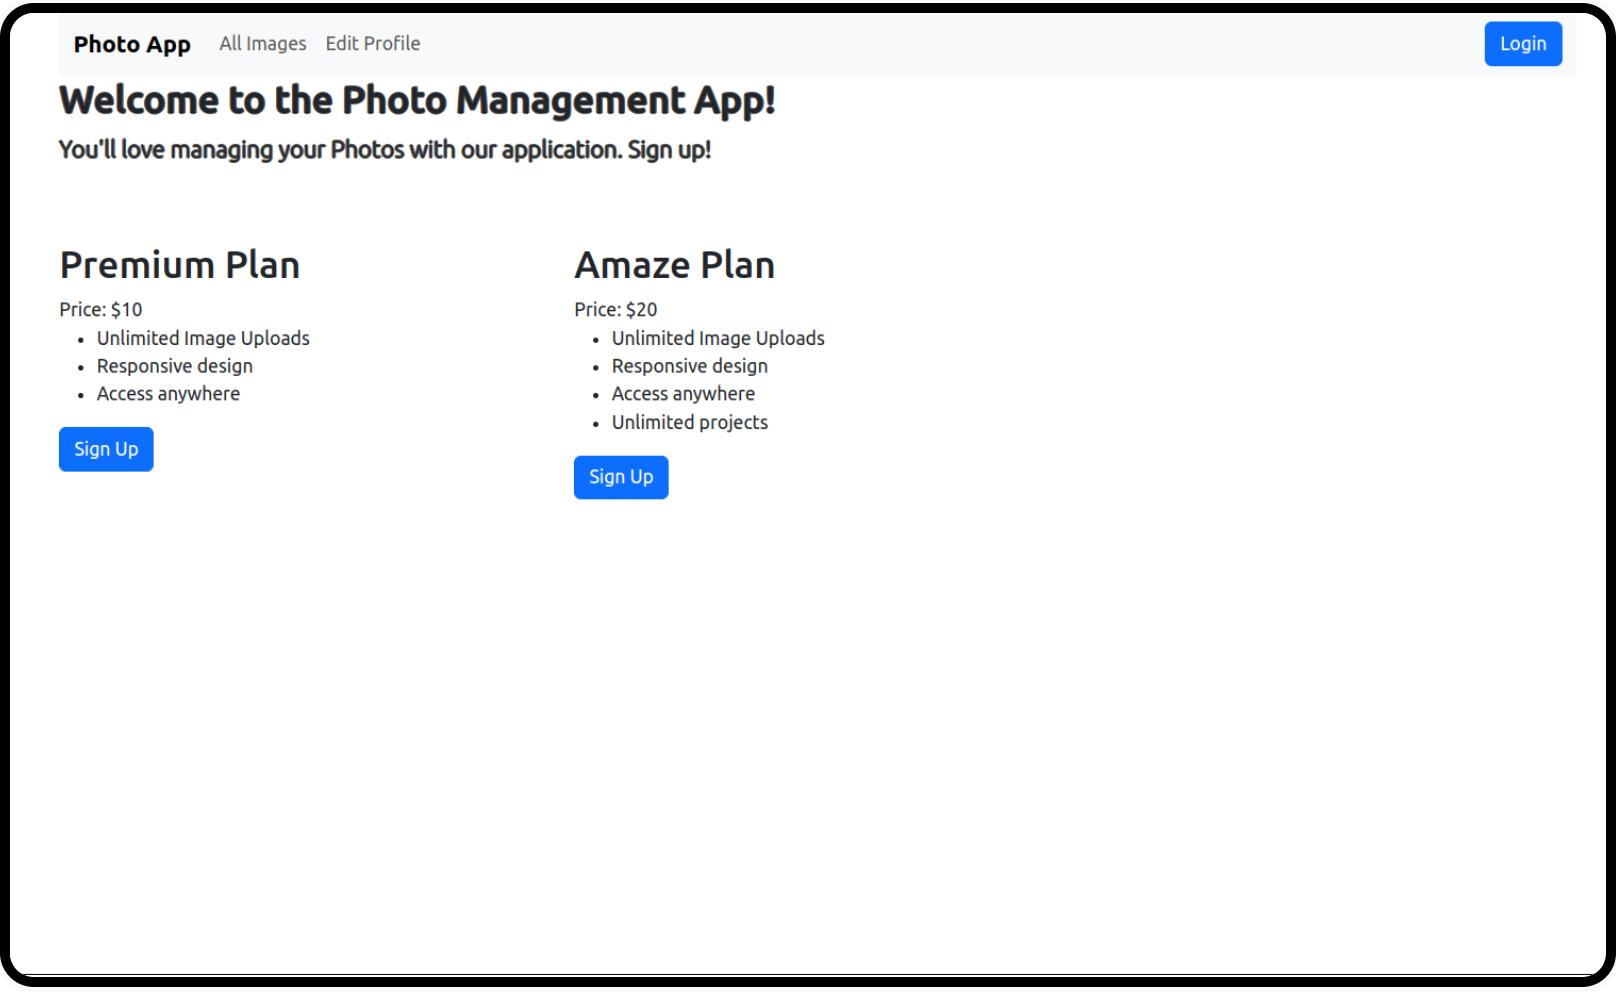 Photo App All Images Edit Profile Login
Welcome to the Photo Management App!
You'll love managing your Photos with our application. Sign up!
Premium Plan
Price: $10
• Unlimited Image Uploads
• Responsive design
• Access anywhere
Sign Up
Amaze Plan
Price: $20
• Unlimited Image Uploads
• Responsive design
• Access anywhere
• Unlimited projects
Sign Up